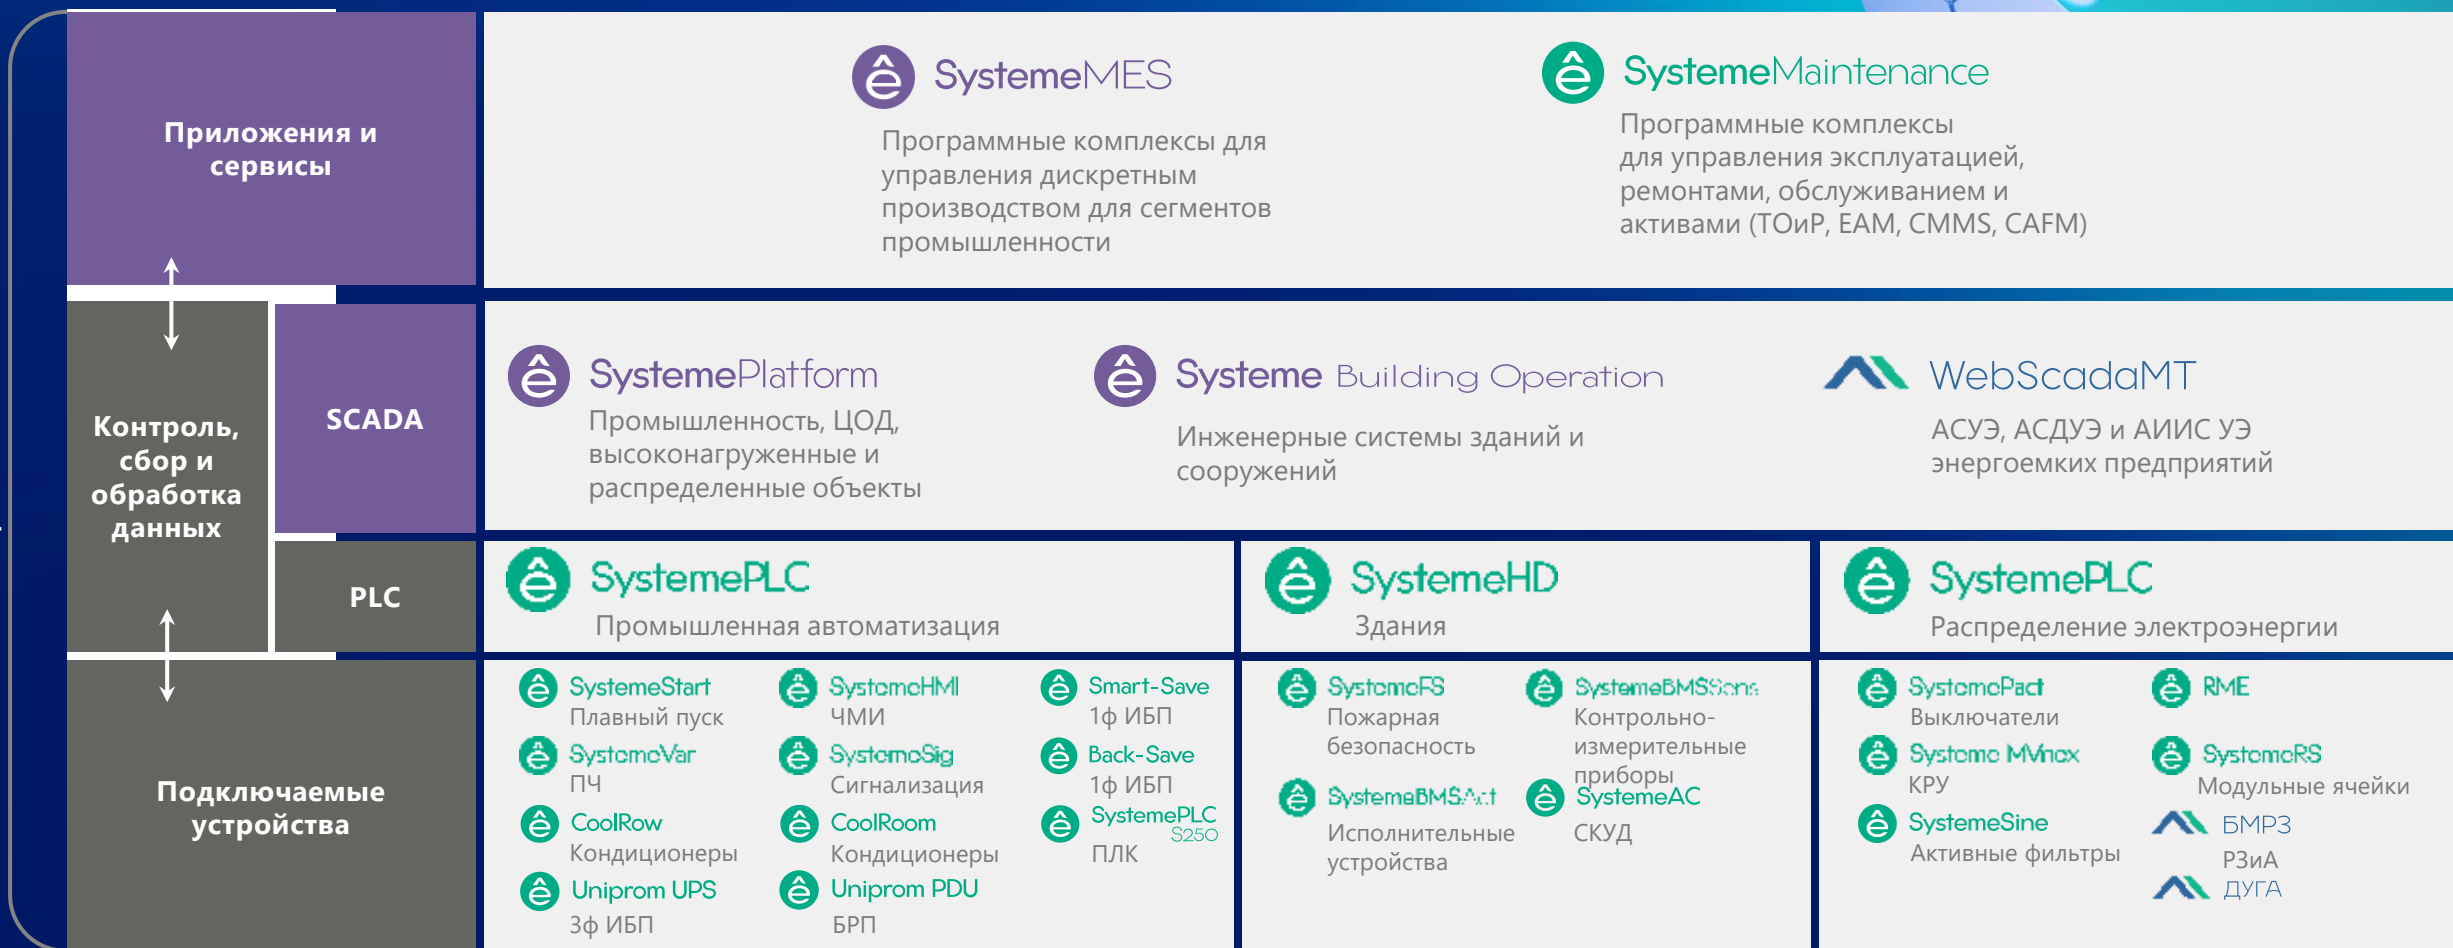 Приложения и
сервисы
SystemeMES
Программные комплексы для
управления дискретным
производством для сегментов
промышленности
SystemeMaintenance
Программные комплексы
для управления эксплуатацией,
ремонтами, обслуживанием и
активами (ТОиР, EAM, CMMS, CAFM)
Контроль,
сбор и
обработка
данных
SCADA
SystemePlatform
Промышленность, ЦОД,
высоконагруженные и
распределенные объекты
Systeme Building Operation
Инженерные системы зданий и
сооружений
WebScadaMT
АСУЭ, АСДУЭ и АИИС УЭ
энергоемких предприятий
PLC
SystemePLC
Промышленная автоматизация
SystemeHD
Здания
SystemePLC
Распределение электроэнергии
Подключаемые
устройства
SystemeStart
Плавный пуск
SystemeVar
ПЧ
CoolRow
Кондиционеры
Uniprom UPS
3ф ИБП
SystemeHMI
ЧМИ
SystemeSig
Сигнализация
CoolRoom
Кондиционеры
Uniprom PDU
БРП
Smart-Save
1ф ИБП
Back-Save
1ф ИБП
SystemePLC
S250
ПЛК
SystemeFS
Пожарная
безопасность
SystemeBMSAct
Исполнительные
устройства
SystemeBMSSens
Контрольно-
измерительные
приборы
SystemeAC
СКУД
SystemePact
Выключатели
Systeme MVnex
КРУ
SystemeSine
Активные фильтры
RME
SystemeRS
Модульные ячейки
БМРЗ
РЗиА
ДУГА